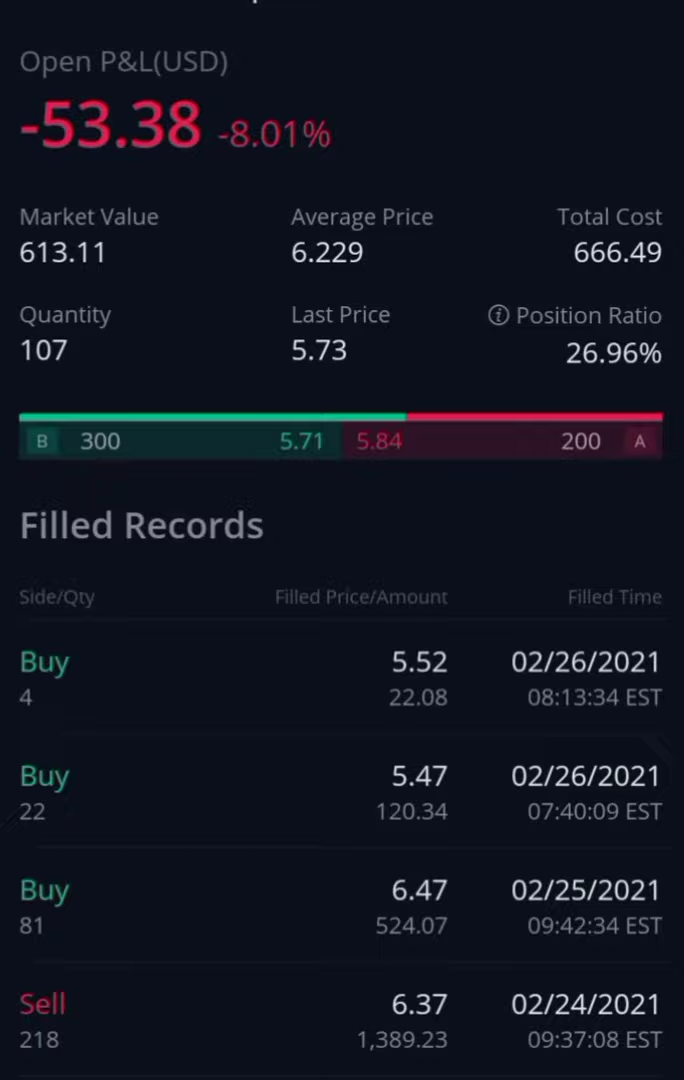 Open P&L(USD)
-53.38 -8.01%
Market Value Average Price Total Cost
613.11 6.229 666.49
Quantity Last Price Position Ratio
107 5.73 26.96%
B 300 5.71 5.84 200 A
Filled Records
Side/Qty Filled Price/Amount Filled Time
Buy 5.52 02/26/2021
4 22.08 08:13:34 EST
Buy 5.47 02/26/2021
22 120.34 07:40:09 EST
Buy 6.47 02/25/2021
81 524.07 09:42:34 EST
Sell 6.37 02/24/2021
218 1,389.23 09:37:08 EST